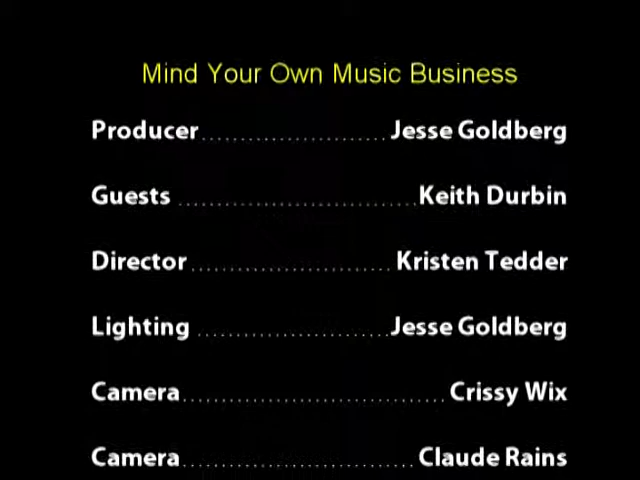 Mind Your Own Music Business
Producer........................Jesse Goldberg
Guests ...............................Keith Durbin
Director..........................Kristen Tedder
Lighting .........................Jesse Goldberg
Camera.................................. Crissy Wix
Camera..............................Claude Rains